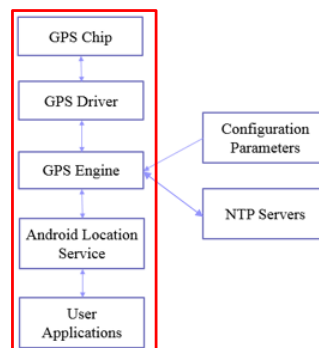 GPS Chip
GPS Driver
GPS Engine
Android Location
Service
User
Applications
Configuration
Parameters
NTP Servers